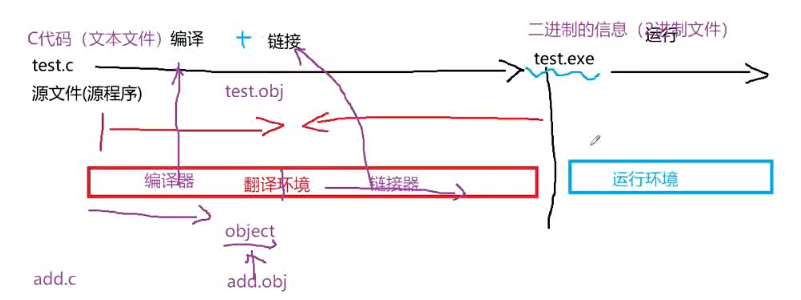 C代码（文本文件）编译 + 链接
二进制的信息（2进制文件）
运行
test.c
test.exe
源文件(源程序)
test.obj
编译器
翻译环境
链接器
运行环境
object
add.c
add.obj